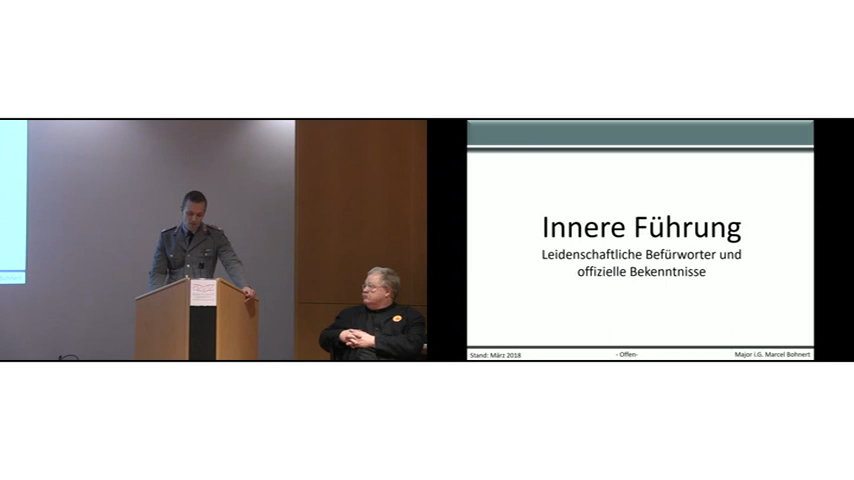 Innere Führung
Leidenschaftliche Befürworter und
offizielle Bekenntnisse
Stand: März 2018
- Offen-
Major i.G. Marcel Bohnert